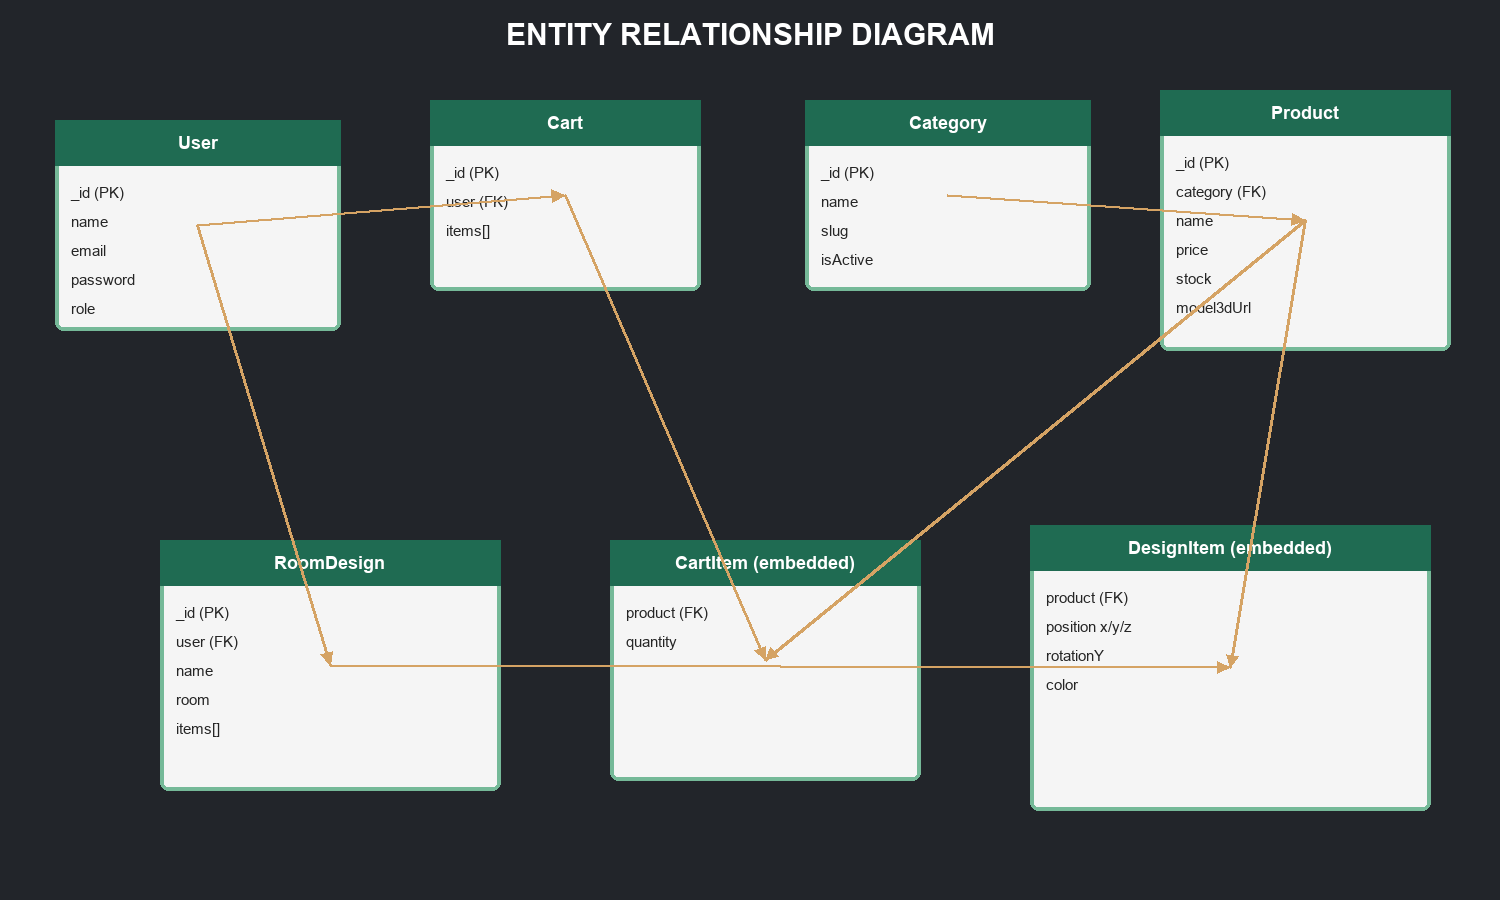 ENTITY RELATIONSHIP DIAGRAM
User
_id (PK)
name
email
password
role
Cart
_id (PK)
user (FK)
items[]
Category
_id (PK)
name
slug
isActive
Product
_id (PK)
category (FK)
name
price
stock
model3dUrl
RoomDesign
_id (PK)
user (FK)
name
room
items[]
CartItem (embedded)
product (FK)
quantity
DesignItem (embedded)
product (FK)
position x/y/z
rotationY
color